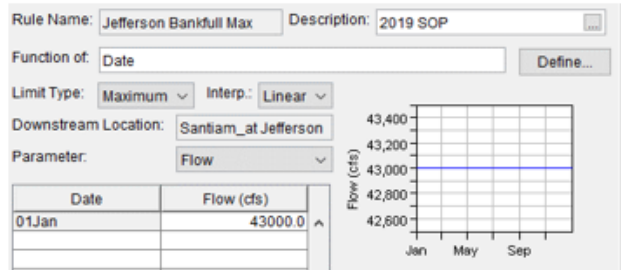 Rule Name: Jefferson Bankfull Max Description: 2019 SOP ...
Function of: Date Define...
Limit Type: Maximum Interp.: Linear
Downstream Location: Santiam_at Jefferson
Parameter: Flow
Date Flow (cfs)
01Jan 43000.0
Flow (cfs)
43,400
43,200
43,000
42,800
42,600
Jan May Sep